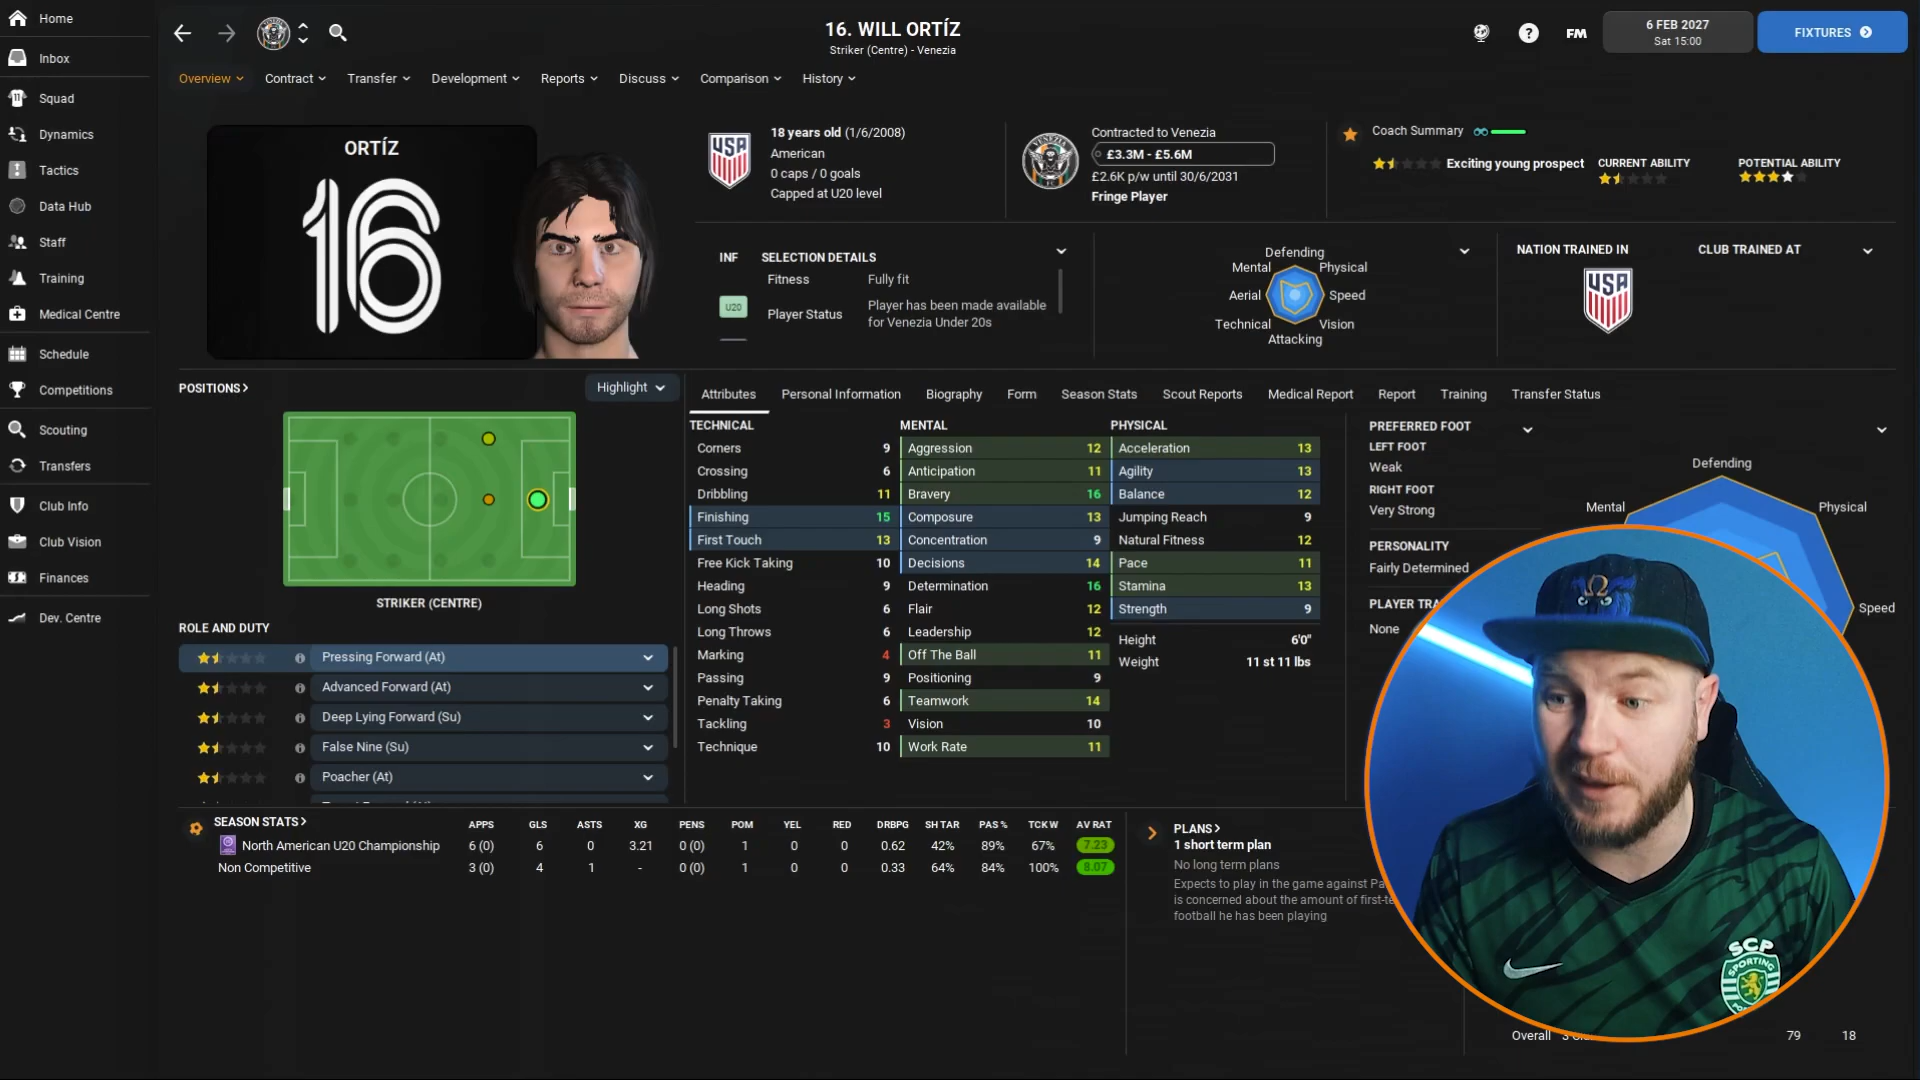 Home
Inbox
Squad
Dynamics
Tactics
Data Hub
Staff
Training
Medical Centre
Schedule
Competitions
Scouting
Transfers
Club Info
Club Vision
Finances
Dev. Centre
16. WILL ORTÍZ
Striker (Centre) - Venezia
FM
6 FEB 2027
Sat 15:00
FIXTURES
Overview Contract Transfer Development Reports Discuss Comparison History
ORTÍZ
16
USA
18 years old (1/6/2008)
American
0 caps / 0 goals
Capped at U20 level
Contracted to Venezia
£3.3M - £5.6M
£2.6K p/w until 30/6/2031
Fringe Player
Coach Summary
Exciting young prospect
CURRENT ABILITY
POTENTIAL ABILITY
INF SELECTION DETAILS
Fitness Fully fit
U20 Player Status Player has been made available
for Venezia Under 20s
Defending
Mental Physical
Aerial Speed
Technical Vision
Attacking
NATION TRAINED IN
USA
CLUB TRAINED AT
POSITIONS
Highlight
STRIKER (CENTRE)
ROLE AND DUTY
Pressing Forward (At)
Advanced Forward (At)
Deep Lying Forward (Su)
False Nine (Su)
Poacher (At)
Attributes Personal Information Biography Form Season Stats Scout Reports Medical Report Report Training Transfer Status
TECHNICAL
Corners 9
Crossing 6
Dribbling 11
Finishing 15
First Touch 13
Free Kick Taking 10
Heading 9
Long Shots 6
Long Throws 6
Marking 4
Passing 9
Penalty Taking 6
Tackling 3
Technique 10
MENTAL
Aggression 12
Anticipation 11
Bravery 16
Composure 13
Concentration 9
Decisions 14
Determination 16
Flair 12
Leadership 12
Off The Ball 11
Positioning 9
Teamwork 14
Vision 10
Work Rate 11
PHYSICAL
Acceleration 13
Agility 13
Balance 12
Jumping Reach 9
Natural Fitness 12
Pace 11
Stamina 13
Strength 9
Height 6'0"
Weight 11 st 11 lbs
PREFERRED FOOT
LEFT FOOT
Weak
RIGHT FOOT
Very Strong
PERSONALITY
Fairly Determined
PLAYER TRA
None
Defending
Mental Physical
Speed
SEASON STATS APPS GLS ASTS XG PENS POM YEL RED DRBPG SH TAR PAS % TCK W AV RAT
North American U20 Championship 6 (0) 6 0 3.21 0 (0) 1 0 0 0.62 42% 89% 67% 7.23
Non Competitive 3 (0) 4 1 - 0 (0) 1 0 0 0.33 64% 84% 100% 8.07
PLANS
1 short term plan
No long term plans
Expects to play in the game against Pa
is concerned about the amount of first-te
football he has been playing
SCP
SPORTING
Overall 79 18